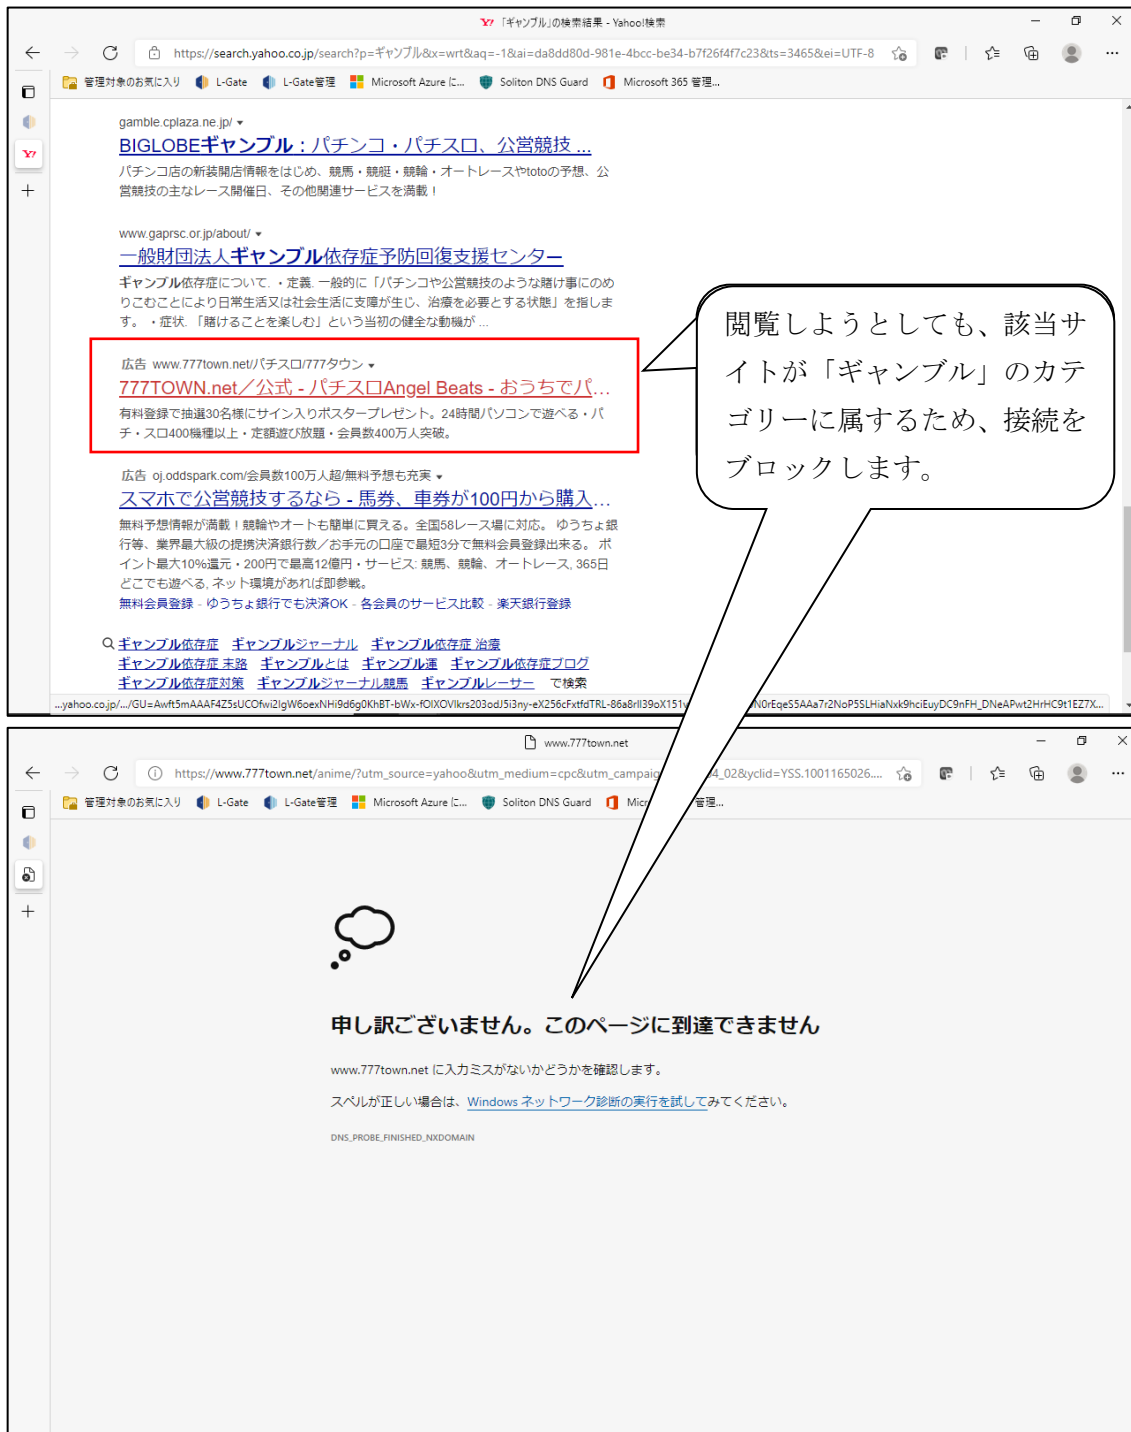 「ギャンブル」の検索結果 - Yahoo!検索
https://search.yahoo.co.jp/search?p=ギャンブル&x=wrt&aq=-1&ai=da8dd80d-981e-4bcc-be34-b7f26f4f7c23&ts=3465&ei=UTF-8
管理対象のお気に入り L-Gate L-Gate管理 Microsoft Azure に... Soliton DNS Guard Microsoft 365 管理...
gamble.cplaza.ne.jp/
BIGLOBEギャンブル：パチンコ・パチスロ、公営競技 ...
パチンコ店の新装開店情報をはじめ、競馬・競艇・競輪・オートレースやtotoの予想、公
営競技の主なレース開催日、その他関連サービスを満載！
www.gaprsc.or.jp/about/
一般財団法人ギャンブル依存症予防回復支援センター
ギャンブル依存症について. ・定義. 一般的に「パチンコや公営競技のような賭け事にのめ
りこむことにより日常生活又は社会生活に支障が生じ、治療を必要とする状態」を指しま
す。 ・症状. 「賭けることを楽しむ」という当初の健全な動機が ...
広告 www.777town.net/パチスロ/777タウン
777TOWN.net／公式 - パチスロAngel Beats - おうちでパ...
有料登録で抽選30名様にサイン入りポスタープレゼント。24時間パソコンで遊べる・パ
チ・スロ400機種以上・定額遊び放題・会員数400万人突破。
広告 oj.oddspark.com/会員数100万人超/無料予想も充実
スマホで公営競技するなら - 馬券、車券が100円から購入...
無料予想情報が満載！競輪やオートも簡単に買える。全国58レース場に対応。 ゆうちょ銀
行等、業界最大級の提携決済銀行数／お手元の口座で最短3分で無料会員登録出来る。 ポ
イント最大10%還元・200円で最高12億円・サービス: 競馬、競輪、オートレース, 365日
どこでも遊べる, ネット環境があれば即参戦。
無料会員登録 - ゆうちょ銀行でも決済OK - 各会員のサービス比較 - 楽天銀行登録
ギャンブル依存症 ギャンブルジャーナル ギャンブル依存症 治療
ギャンブル依存症 末路 ギャンブルとは ギャンブル運 ギャンブル依存症ブログ
ギャンブル依存症対策 ギャンブルジャーナル競馬 ギャンブルレーサー で検索
閲覧しようとしても、該当サ
イトが「ギャンブル」のカテ
ゴリーに属するため、接続を
ブロックします。
www.777town.net
https://www.777town.net/anime/?utm_source=yahoo&utm_medium=cpc&utm_campaig 4_02&yclid=YSS.1001165026....
管理対象のお気に入り L-Gate L-Gate管理 Microsoft Azure に... Soliton DNS Guard 管理...
申し訳ございません。このページに到達できません
www.777town.net に入力ミスがないかどうかを確認します。
スペルが正しい場合は、Windows ネットワーク診断の実行を試してみてください。
DNS_PROBE_FINISHED_NXDOMAIN